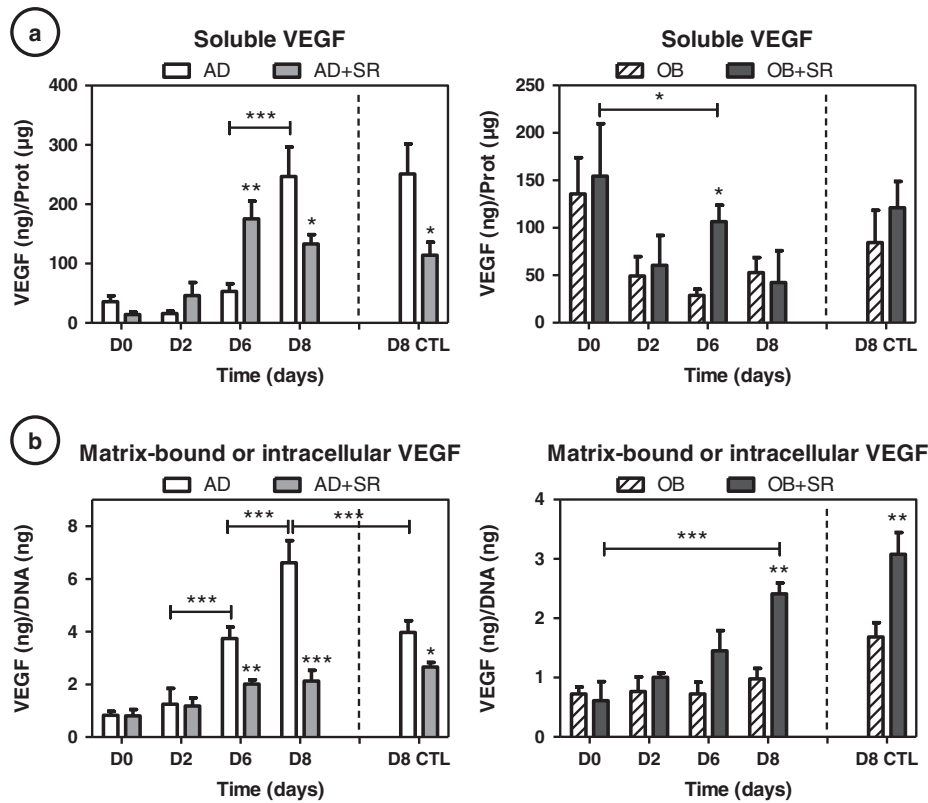 a
Soluble VEGF
AD AD+SR
VEGF (ng)/Prot (µg)
400
300
200
100
0
***
**
*
*
D0 D2 D6 D8 D8 CTL
Time (days)
Soluble VEGF
OB OB+SR
VEGF (ng)/Prot (µg)
250
200
150
100
50
0
*
*
D0 D2 D6 D8 D8 CTL
Time (days)
b
Matrix-bound or intracellular VEGF
AD AD+SR
VEGF (ng)/DNA (ng)
8
6
4
2
0
*** ***
***
** *** *
D0 D2 D6 D8 D8 CTL
Time (days)
Matrix-bound or intracellular VEGF
OB OB+SR
VEGF (ng)/DNA (ng)
4
3
2
1
0
**
***
**
D0 D2 D6 D8 D8 CTL
Time (days)